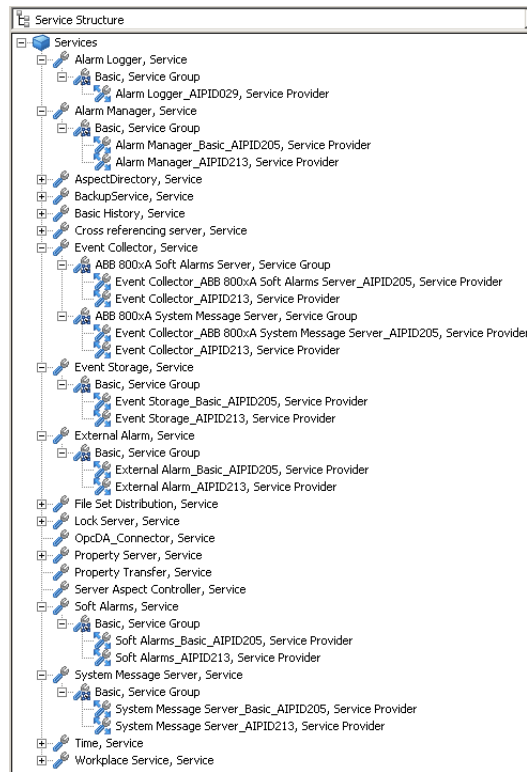 Service Structure
Services
Alarm Logger, Service
Basic, Service Group
Alarm Logger_AIPID029, Service Provider
Alarm Manager, Service
Basic, Service Group
Alarm Manager_Basic_AIPID205, Service Provider
Alarm Manager_AIPID213, Service Provider
AspectDirectory, Service
BackupService, Service
Basic History, Service
Cross referencing server, Service
Event Collector, Service
ABB 800xA Soft Alarms Server, Service Group
Event Collector_ABB 800xA Soft Alarms Server_AIPID205, Service Provider
Event Collector_AIPID213, Service Provider
ABB 800xA System Message Server, Service Group
Event Collector_ABB 800xA System Message Server_AIPID205, Service Provider
Event Collector_AIPID213, Service Provider
Event Storage, Service
Basic, Service Group
Event Storage_Basic_AIPID205, Service Provider
Event Storage_AIPID213, Service Provider
External Alarm, Service
Basic, Service Group
External Alarm_Basic_AIPID205, Service Provider
External Alarm_AIPID213, Service Provider
File Set Distribution, Service
Lock Server, Service
OpcDA_Connector, Service
Property Server, Service
Property Transfer, Service
Server Aspect Controller, Service
Soft Alarms, Service
Basic, Service Group
Soft Alarms_Basic_AIPID205, Service Provider
Soft Alarms_AIPID213, Service Provider
System Message Server, Service
Basic, Service Group
System Message Server_Basic_AIPID205, Service Provider
System Message Server_AIPID213, Service Provider
Time, Service
Workplace Service, Service